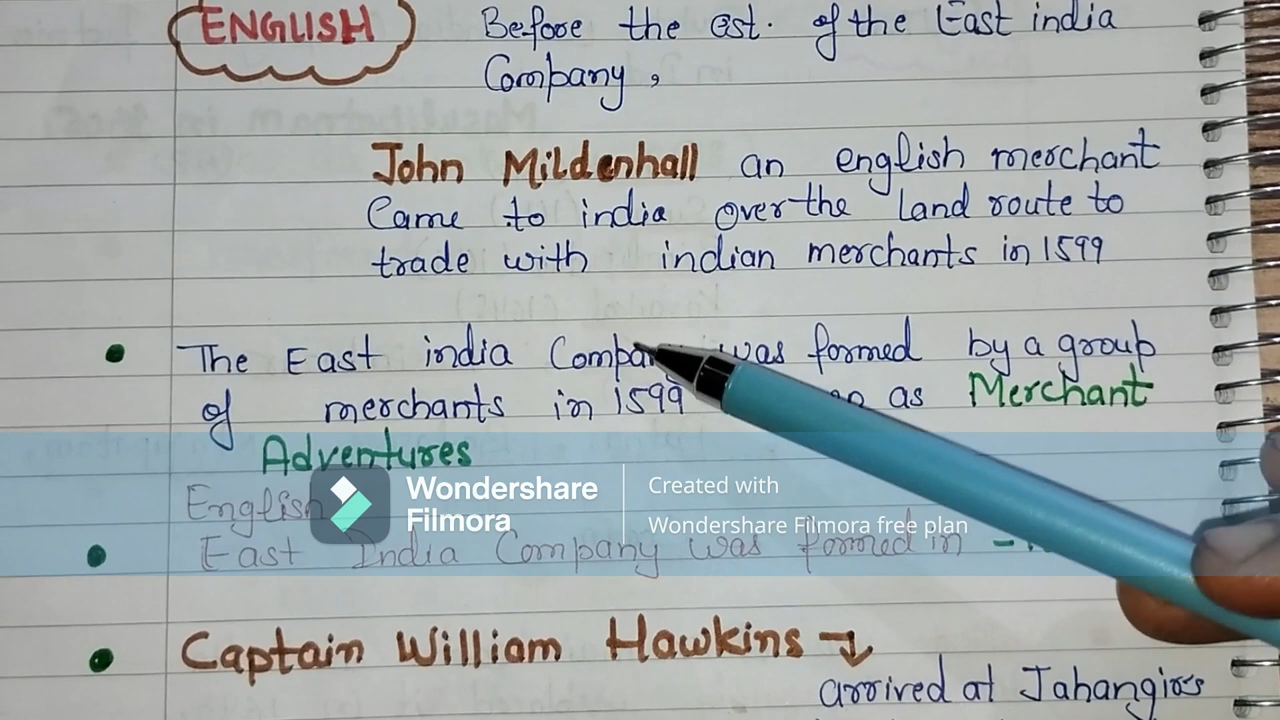 ENGLISH
Before the est. of the East india
Company,
John Mildenhall an english merchant
Came to india over the land route to
trade with indian merchants in 1599
The East india Compa was formed by a group
of merchants in 1599 as Merchant
Adventures
English
East India Company was formed in -
Wondershare
Filmora
Created with
Wondershare Filmora free plan
Captain William Hawkins →
arrived at Jahangirs